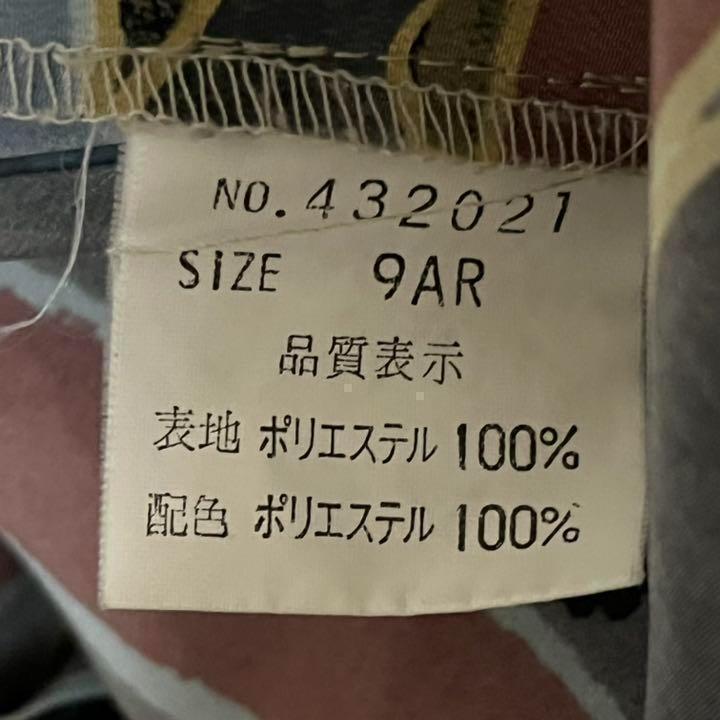 NO.432021
SIZE 9AR
品質表示
表地 ポリエステル 100%
配色 ポリエステル 100%